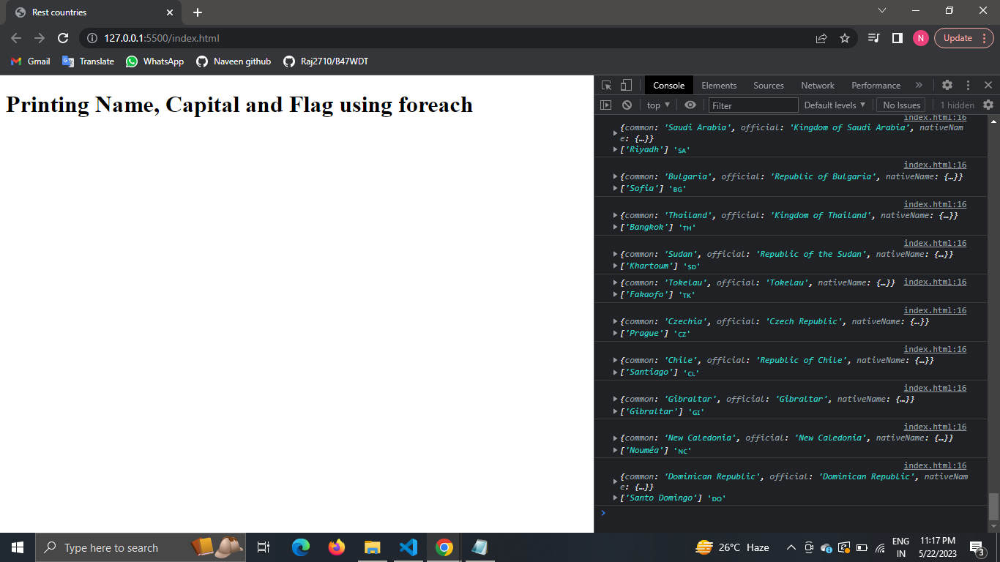 Rest countries
127.0.0.1:5500/index.html
N
Update
Gmail
Translate
WhatsApp
Naveen github
Raj2710/B47WDT
Printing Name, Capital and Flag using foreach
Console Elements Sources Network Performance »
top ▼ Filter Default levels ▼ No Issues 1 hidden
index.html:16
{common: 'Saudi Arabia', official: 'Kingdom of Saudi Arabia', nativeNam
e: {…}}
['Riyadh'] 'SA'
index.html:16
{common: 'Bulgaria', official: 'Republic of Bulgaria', nativeName: {…}}
['Sofia'] 'BG'
index.html:16
{common: 'Thailand', official: 'Kingdom of Thailand', nativeName: {…}}
['Bangkok'] 'TH'
index.html:16
{common: 'Sudan', official: 'Republic of the Sudan', nativeName: {…}}
['Khartoum'] 'SD'
{common: 'Tokelau', official: 'Tokelau', nativeName: {…}} index.html:16
['Fakaofo'] 'TK'
index.html:16
{common: 'Czechia', official: 'Czech Republic', nativeName: {…}}
['Prague'] 'CZ'
index.html:16
{common: 'Chile', official: 'Republic of Chile', nativeName: {…}}
['Santiago'] 'CL'
index.html:16
{common: 'Gibraltar', official: 'Gibraltar', nativeName: {…}}
['Gibraltar'] 'GI'
index.html:16
{common: 'New Caledonia', official: 'New Caledonia', nativeName: {…}}
['Nouméa'] 'NC'
index.html:16
{common: 'Dominican Republic', official: 'Dominican Republic', nativeNam
e: {…}}
['Santo Domingo'] 'DO'
Type here to search
26°C Haze
ENG
IN
11:17 PM
5/22/2023
3